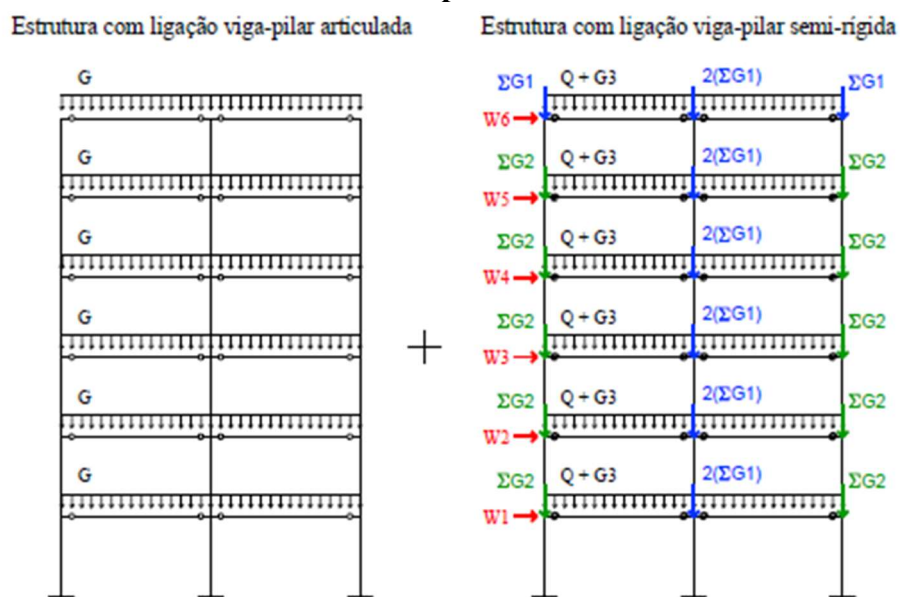 Estrutura com ligação viga-pilar articulada
Estrutura com ligação viga-pilar semi-rígida
G
ΣG1 Q + G3 2(ΣG1) ΣG1
W6
G
ΣG2 Q + G3 2(ΣG1) ΣG2
W5
G
ΣG2 Q + G3 2(ΣG1) ΣG2
W4
G
ΣG2 Q + G3 2(ΣG1) ΣG2
+
W3
G
ΣG2 Q + G3 2(ΣG1) ΣG2
W2
G
ΣG2 Q + G3 2(ΣG1) ΣG2
W1